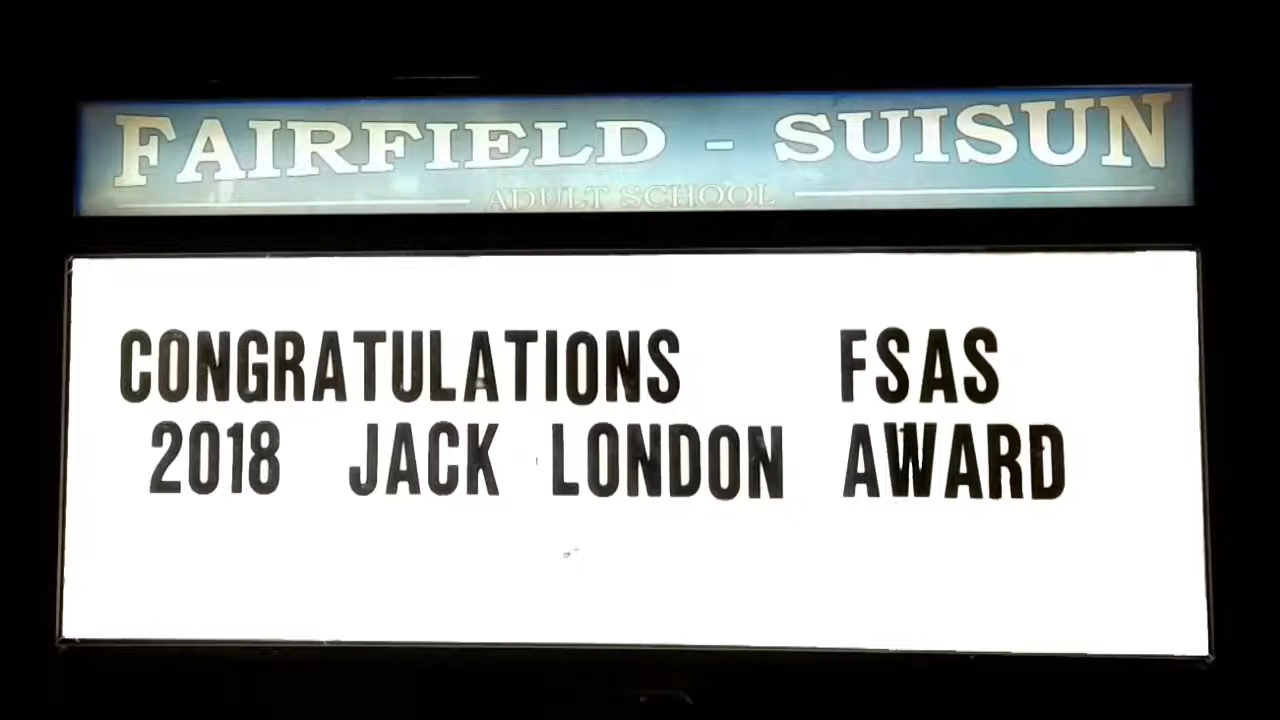 FAIRFIELD - SUISUN
ADULT SCHOOL
CONGRATULATIONS FSAS
2018 JACK LONDON AWARD